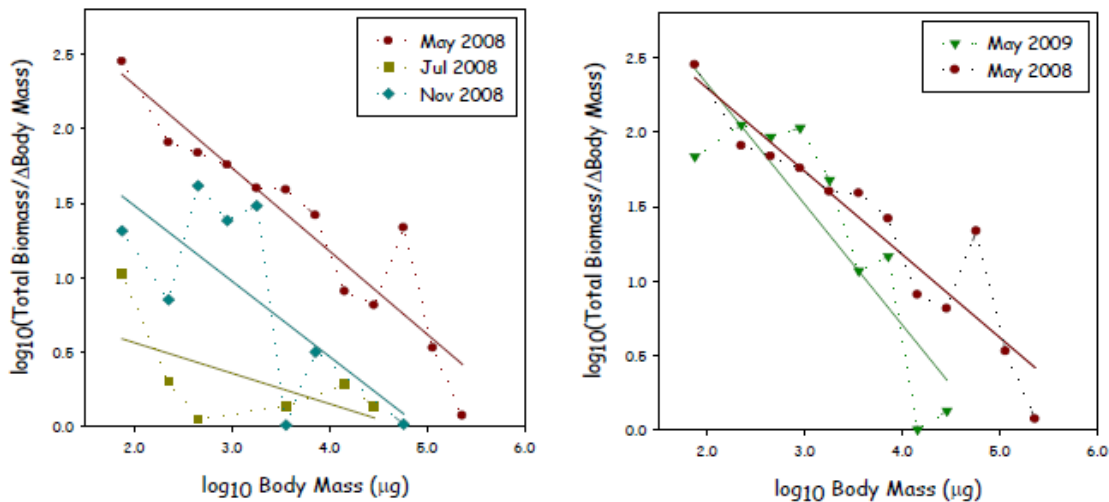 log10(Total Biomass/ΔBody Mass)
2.5
2.0
1.5
1.0
0.5
0.0
May 2008
Jul 2008
Nov 2008
2.0 3.0 4.0 5.0 6.0
log10 Body Mass (μg)
log10(Total Biomass/ΔBody Mass)
2.5
2.0
1.5
1.0
0.5
0.0
May 2009
May 2008
2.0 3.0 4.0 5.0 6.0
log10 Body Mass (μg)